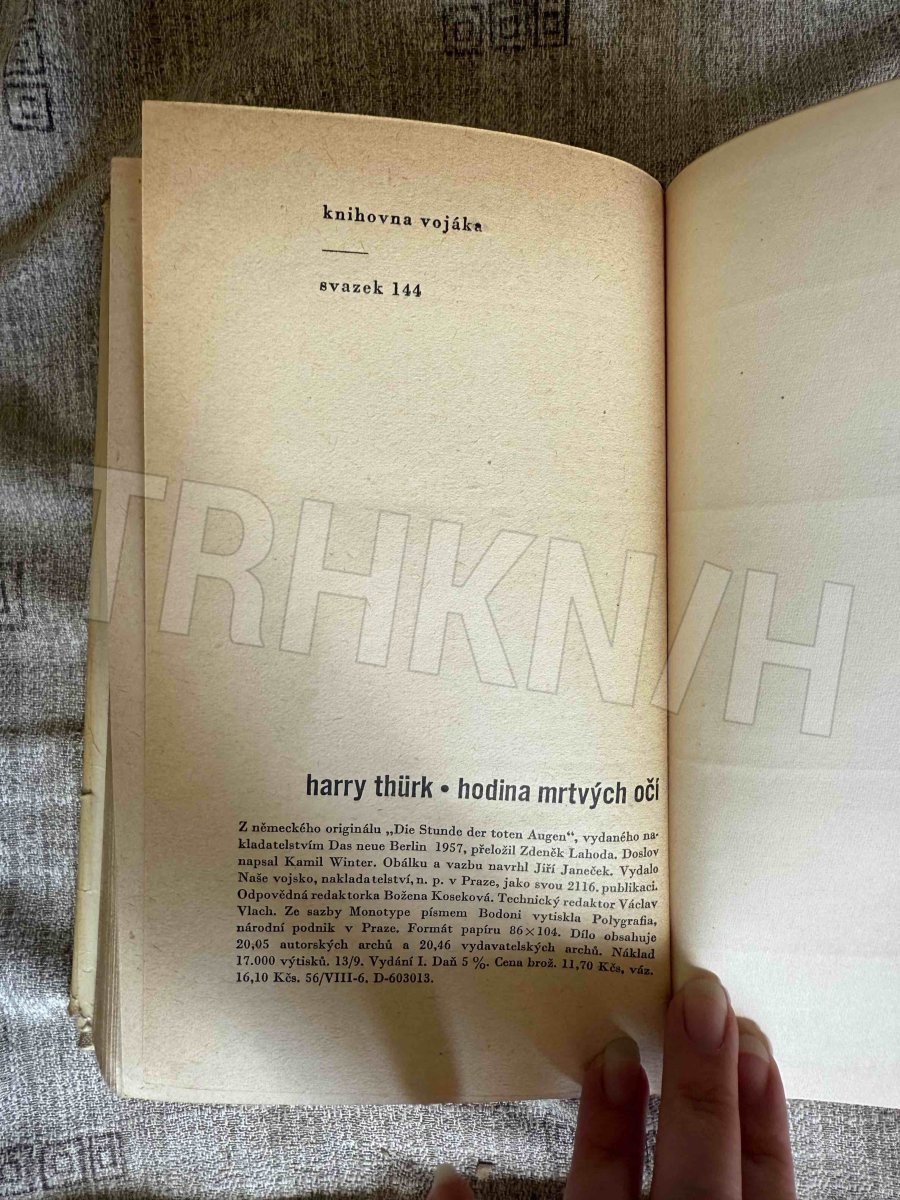 knihovna vojáka
svazek 144
TRHKNIH
harry thürk • hodina mrtvých očí
Z německého originálu „Die Stunde der toten Augen“, vydaného na-
kladatelstvím Das neue Berlin 1957, přeložil Zdeněk Lahoda. Doslov
napsal Kamil Winter. Obálku a vazbu navrhl Jiří Janeček. Vydalo
Naše vojsko, nakladatelství, n. p. v Praze, jako svou 2116. publikaci.
Odpovědná redaktorka Božena Koseková. Technický redaktor Václav
Vlach. Ze sazby Monotype písmem Bodoni vytiskla Polygrafia,
národní podnik v Praze. Formát papíru 86×104. Dílo obsahuje
20,05 autorských archů a 20,46 vydavatelských archů. Náklad
17.000 výtisků. 13/9. Vydání I. Daň 5 %. Cena brož. 11,70 Kčs, váz.
16,10 Kčs. 56/VIII-6. D-603013.